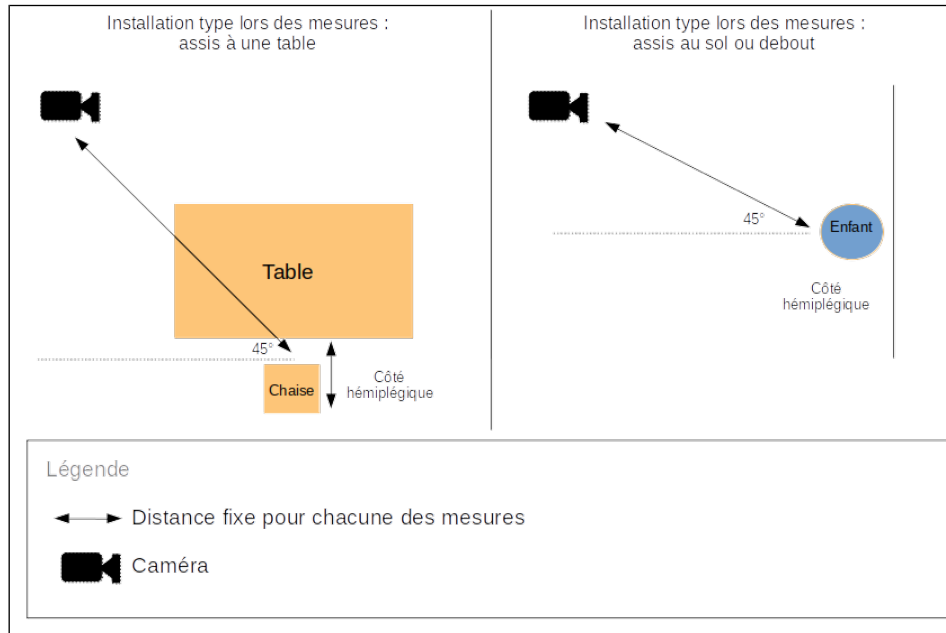 Installation type lors des mesures :
assis à une table
Installation type lors des mesures :
assis au sol ou debout
45°
Enfant
Table
Côté
hémiplégique
45°
Chaise
Côté
hémiplégique
Légende
Distance fixe pour chacune des mesures
Caméra